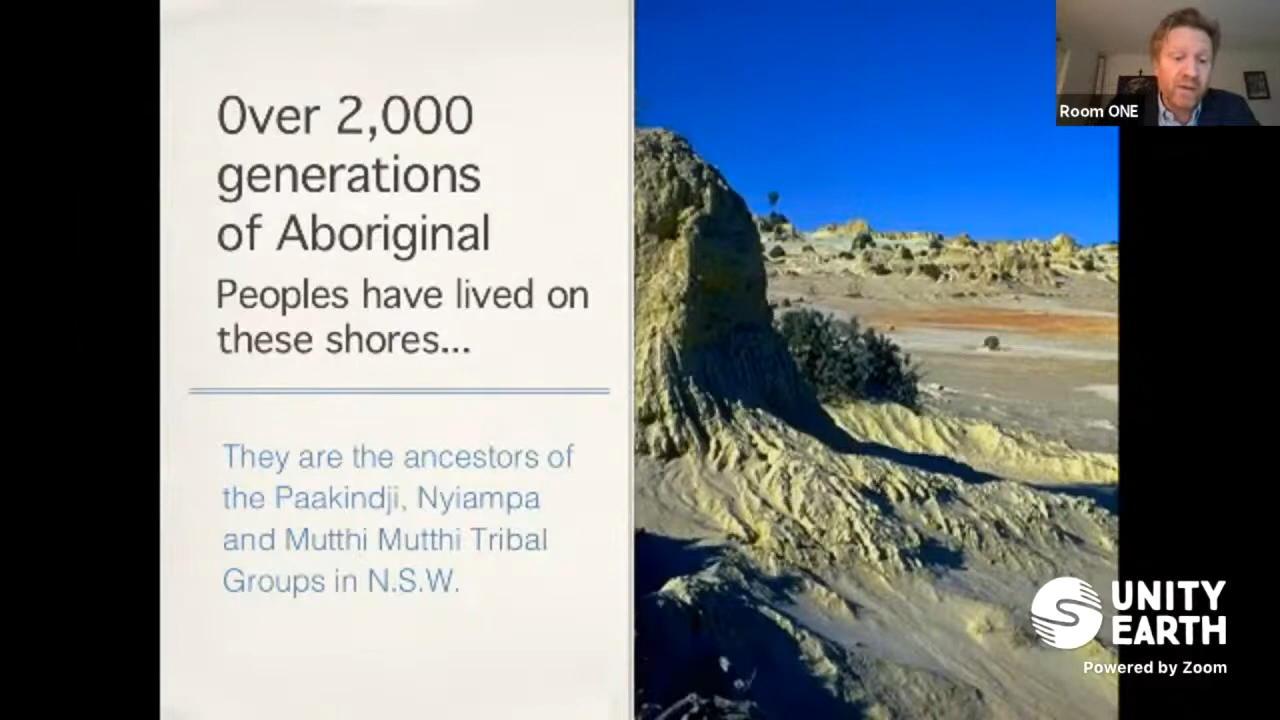 Over 2,000
generations
of Aboriginal
Peoples have lived on
these shores...
They are the ancestors of
the Paakindji, Nyiampa
and Mutthi Mutthi Tribal
Groups in N.S.W.
Room ONE
UNITY
EARTH
Powered by Zoom